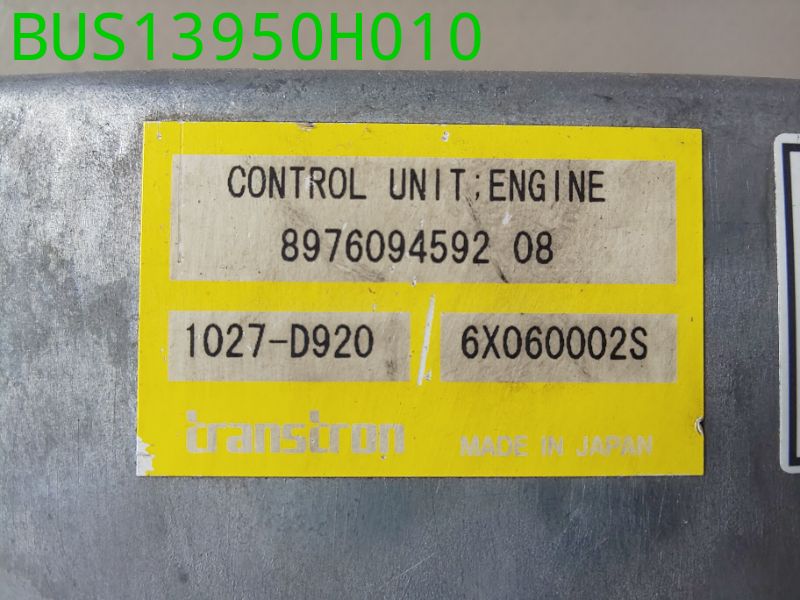 BUS13950H010
CONTROL UNIT;ENGINE
8976094592 08
1027-D920 6X060002S
transtron MADE IN JAPAN